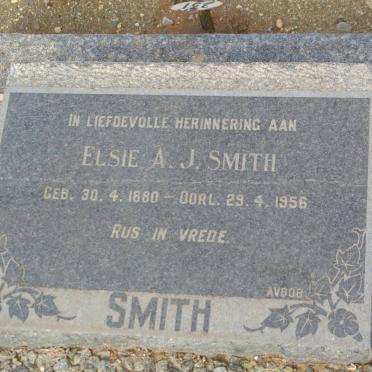 IN LIEFDEVOLLE HERINNERING AAN
ELSIE A. J. SMITH
GEB. 30. 4. 1880 - OORL. 29. 4. 1956
RUS IN VREDE.
AVBOB
SMITH